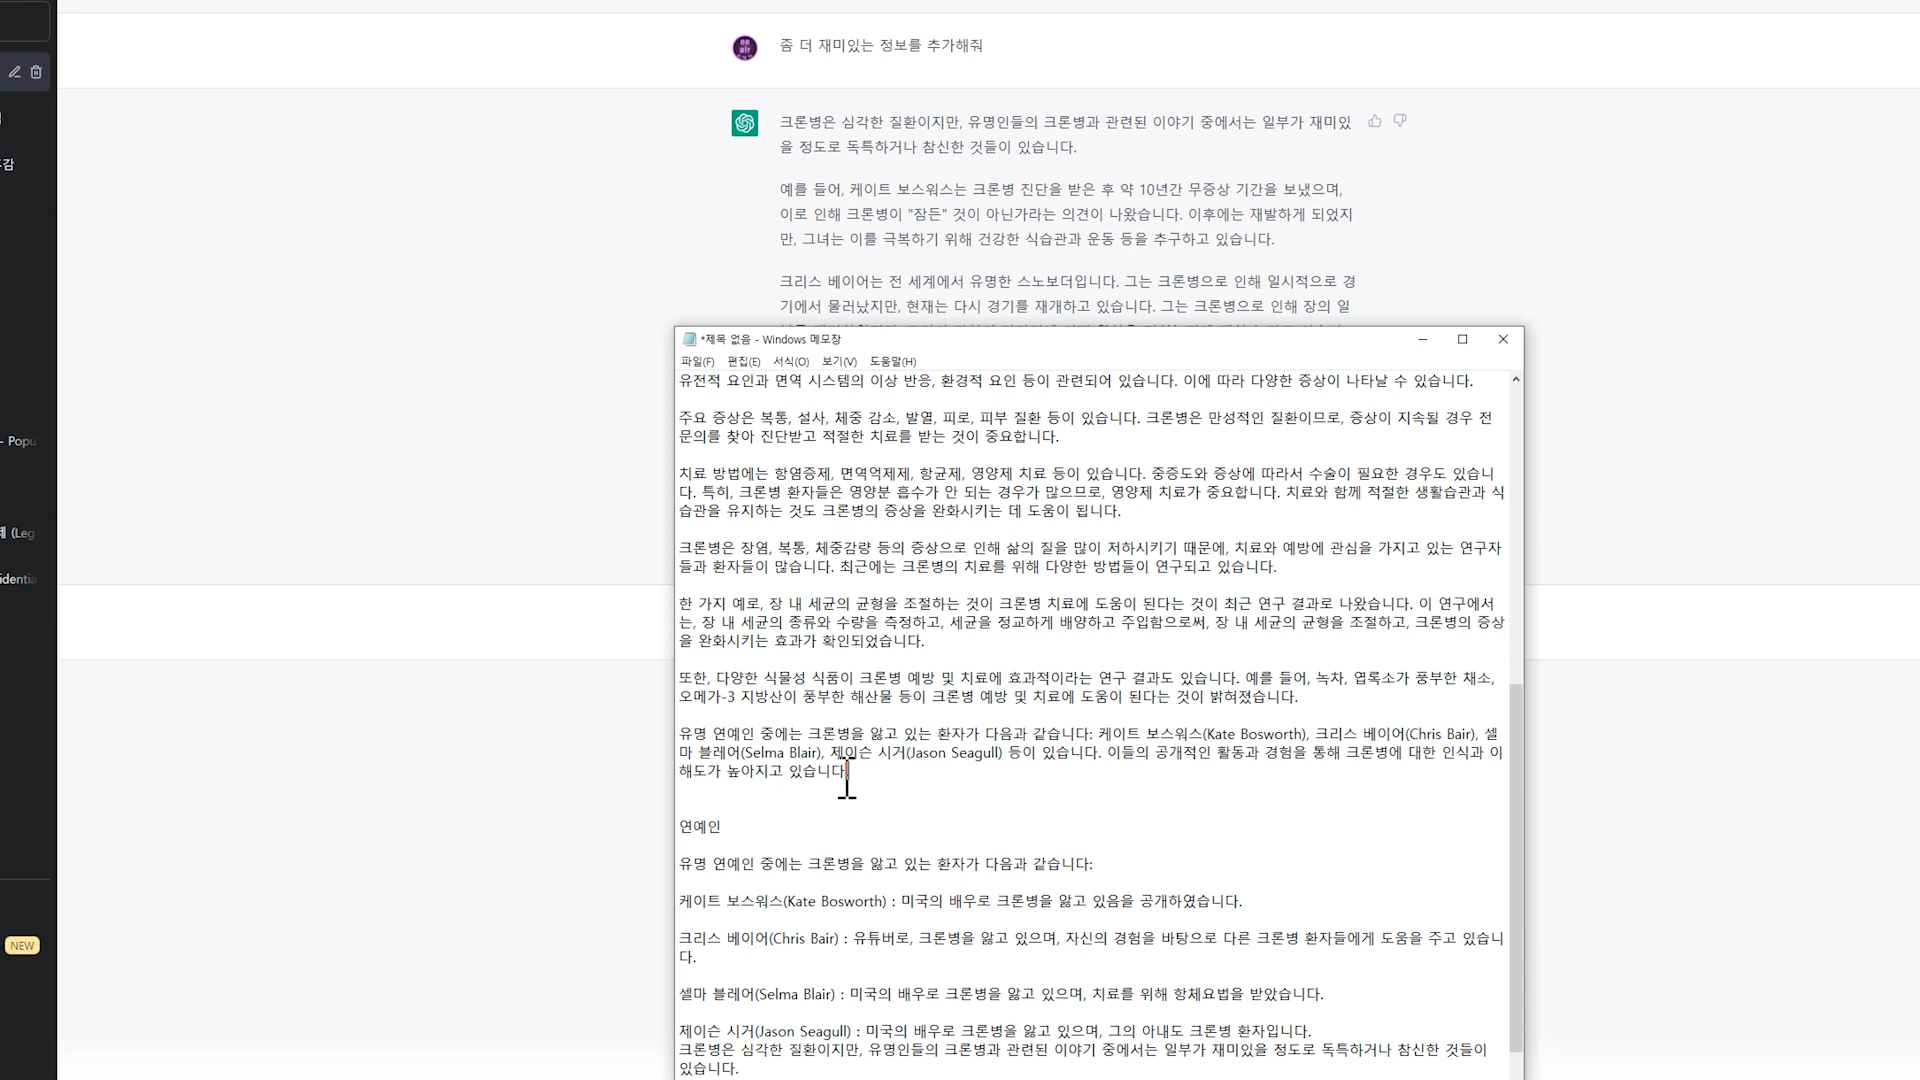 좀 더 재미있는 정보를 추가해줘
크론병은 심각한 질환이지만, 유명인들의 크론병과 관련된 이야기 중에서는 일부가 재미있
을 정도로 독특하거나 참신한 것들이 있습니다.
예를 들어, 케이트 보스워스는 크론병 진단을 받은 후 약 10년간 무증상 기간을 보냈으며,
이로 인해 크론병이 "잠든" 것이 아닌가라는 의견이 나왔습니다. 이후에는 재발하게 되었지
만, 그녀는 이를 극복하기 위해 건강한 식습관과 운동 등을 추구하고 있습니다.
크리스 베이어는 전 세계에서 유명한 스노보더입니다. 그는 크론병으로 인해 일시적으로 경
기에서 물러났지만, 현재는 다시 경기를 재개하고 있습니다. 그는 크론병으로 인해 장의 일
감
- Popu
(Leg
identia
NEW
*제목 없음 - Windows 메모장
파일(F) 편집(E) 서식(O) 보기(V) 도움말(H)
유전적 요인과 면역 시스템의 이상 반응, 환경적 요인 등이 관련되어 있습니다. 이에 따라 다양한 증상이 나타날 수 있습니다.
주요 증상은 복통, 설사, 체중 감소, 발열, 피로, 피부 질환 등이 있습니다. 크론병은 만성적인 질환이므로, 증상이 지속될 경우 전
문의를 찾아 진단받고 적절한 치료를 받는 것이 중요합니다.
치료 방법에는 항염증제, 면역억제제, 항균제, 영양제 치료 등이 있습니다. 중증도와 증상에 따라서 수술이 필요한 경우도 있습니
다. 특히, 크론병 환자들은 영양분 흡수가 안 되는 경우가 많으므로, 영양제 치료가 중요합니다. 치료와 함께 적절한 생활습관과 식
습관을 유지하는 것도 크론병의 증상을 완화시키는 데 도움이 됩니다.
크론병은 장염, 복통, 체중감량 등의 증상으로 인해 삶의 질을 많이 저하시키기 때문에, 치료와 예방에 관심을 가지고 있는 연구자
들과 환자들이 많습니다. 최근에는 크론병의 치료를 위해 다양한 방법들이 연구되고 있습니다.
한 가지 예로, 장 내 세균의 균형을 조절하는 것이 크론병 치료에 도움이 된다는 것이 최근 연구 결과로 나왔습니다. 이 연구에서
는, 장 내 세균의 종류와 수량을 측정하고, 세균을 정교하게 배양하고 주입함으로써, 장 내 세균의 균형을 조절하고, 크론병의 증상
을 완화시키는 효과가 확인되었습니다.
또한, 다양한 식물성 식품이 크론병 예방 및 치료에 효과적이라는 연구 결과도 있습니다. 예를 들어, 녹차, 엽록소가 풍부한 채소,
오메가-3 지방산이 풍부한 해산물 등이 크론병 예방 및 치료에 도움이 된다는 것이 밝혀졌습니다.
유명 연예인 중에는 크론병을 앓고 있는 환자가 다음과 같습니다: 케이트 보스워스(Kate Bosworth), 크리스 베이어(Chris Bair), 셀
마 블레어(Selma Blair), 제이슨 시거(Jason Seagull) 등이 있습니다. 이들의 공개적인 활동과 경험을 통해 크론병에 대한 인식과 이
해도가 높아지고 있습니다.
연예인
유명 연예인 중에는 크론병을 앓고 있는 환자가 다음과 같습니다:
케이트 보스워스(Kate Bosworth) : 미국의 배우로 크론병을 앓고 있음을 공개하였습니다.
크리스 베이어(Chris Bair) : 유튜버로, 크론병을 앓고 있으며, 자신의 경험을 바탕으로 다른 크론병 환자들에게 도움을 주고 있습니
다.
셀마 블레어(Selma Blair) : 미국의 배우로 크론병을 앓고 있으며, 치료를 위해 항체요법을 받았습니다.
제이슨 시거(Jason Seagull) : 미국의 배우로 크론병을 앓고 있으며, 그의 아내도 크론병 환자입니다.
크론병은 심각한 질환이지만, 유명인들의 크론병과 관련된 이야기 중에서는 일부가 재미있을 정도로 독특하거나 참신한 것들이
있습니다.